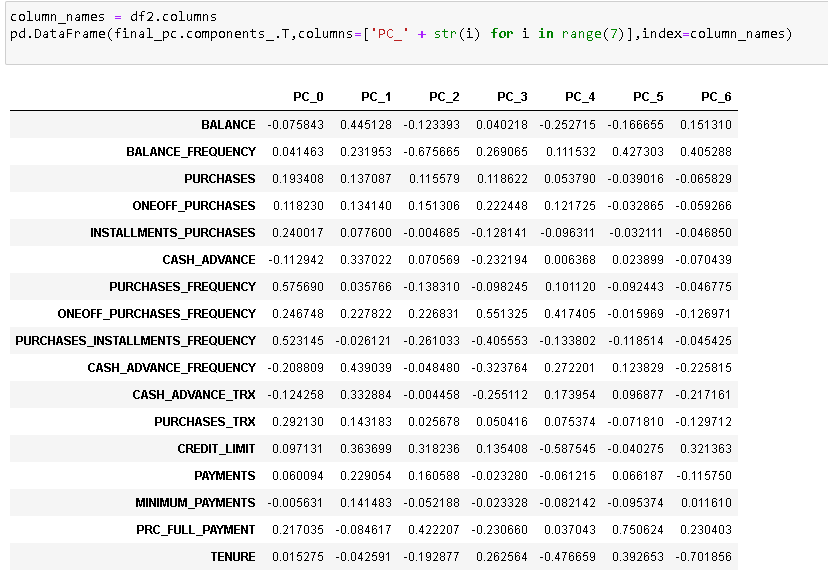 column_names = df2.columns
pd.DataFrame(final_pc.components_.T,columns=['PC_' + str(i) for i in range(7)],index=column_names)
PC_0 PC_1 PC_2 PC_3 PC_4 PC_5 PC_6
BALANCE -0.075843 0.445128 -0.123393 0.040218 -0.252715 -0.166655 0.151310
BALANCE_FREQUENCY 0.041463 0.231953 -0.675665 0.269065 0.111532 0.427303 0.405288
PURCHASES 0.193408 0.137087 0.115579 0.118622 0.053790 -0.039016 -0.065829
ONEOFF_PURCHASES 0.118230 0.134140 0.151306 0.222448 0.121725 -0.032865 -0.059266
INSTALLMENTS_PURCHASES 0.240017 0.077600 -0.004685 -0.128141 -0.096311 -0.032111 -0.046850
CASH_ADVANCE -0.112942 0.337022 0.070569 -0.232194 0.006368 0.023899 -0.070439
PURCHASES_FREQUENCY 0.575690 0.035766 -0.138310 -0.098245 0.101120 -0.092443 -0.046775
ONEOFF_PURCHASES_FREQUENCY 0.246748 0.227822 0.226831 0.551325 0.417405 -0.015969 -0.126971
PURCHASES_INSTALLMENTS_FREQUENCY 0.523145 -0.026121 -0.261033 -0.405553 -0.133802 -0.118514 -0.045425
CASH_ADVANCE_FREQUENCY -0.208809 0.439039 -0.048480 -0.323764 0.272201 0.123829 -0.225815
CASH_ADVANCE_TRX -0.124258 0.332884 -0.004458 -0.255112 0.173954 0.096877 -0.217161
PURCHASES_TRX 0.292130 0.143183 0.025678 0.050416 0.075374 -0.071810 -0.129712
CREDIT_LIMIT 0.097131 0.363699 0.318236 0.135408 -0.587545 -0.040275 0.321363
PAYMENTS 0.060094 0.229054 0.160588 -0.023280 -0.061215 0.066187 -0.115750
MINIMUM_PAYMENTS -0.005631 0.141483 -0.052188 -0.023328 -0.082142 -0.095374 0.011610
PRC_FULL_PAYMENT 0.217035 -0.084617 0.422207 -0.230660 0.037043 0.750624 0.230403
TENURE 0.015275 -0.042591 -0.192877 0.262564 -0.476659 0.392653 -0.701856